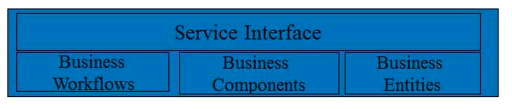 Service Interface
Business
Workflows
Business
Components
Business
Entities